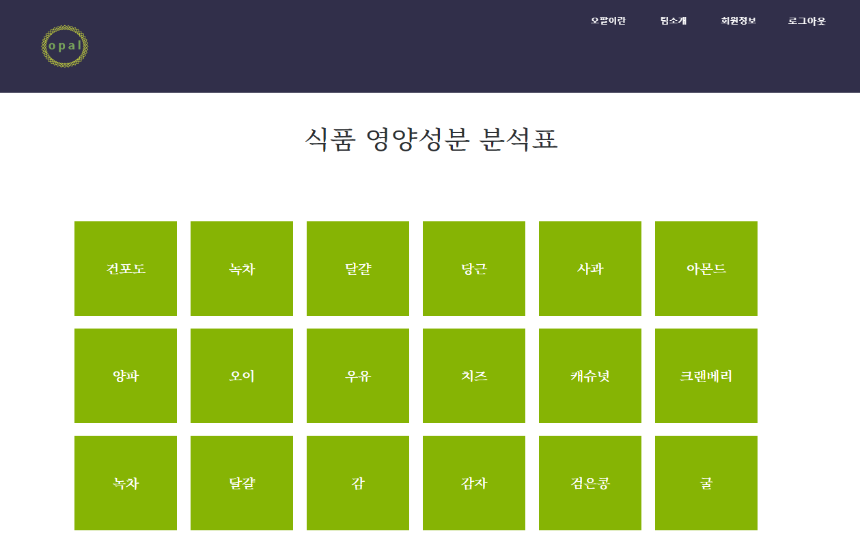 오팔이란 팀소개 회원정보 로그아웃
opal
식품 영양성분 분석표
건포도 녹차 달걀 당근 사과 아몬드
양파 오이 우유 치즈 캐슈넛 크랜베리
녹차 달걀 감 감자 검은콩 굴